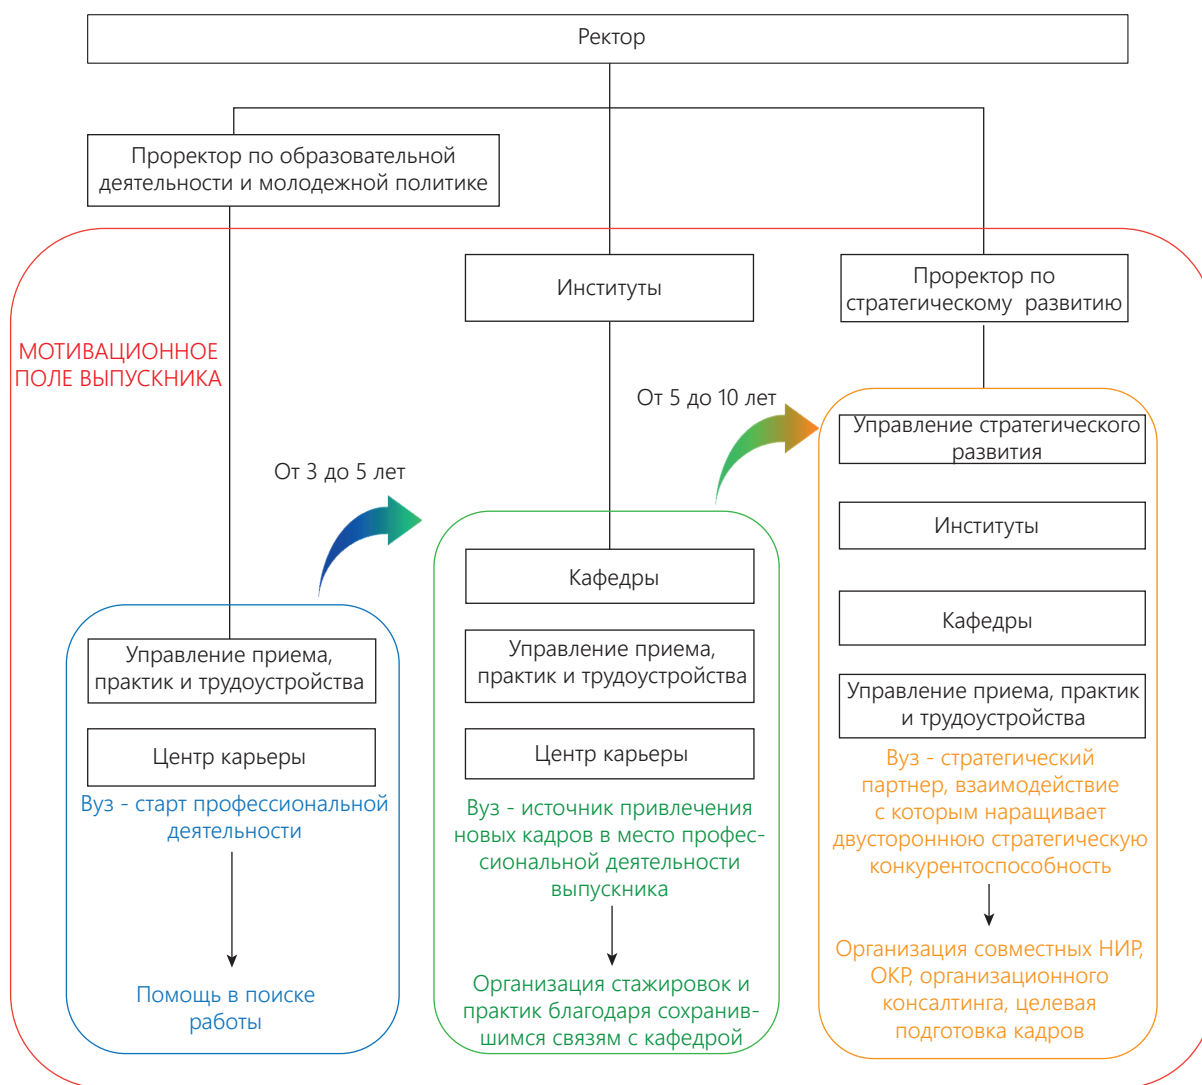 Ректор
Проректор по образовательной
деятельности и молодежной политике
Институты
Проректор по
стратегическому развитию
МОТИВАЦИОННОЕ
ПОЛЕ ВЫПУСКНИКА
От 3 до 5 лет
От 5 до 10 лет
Управление приема,
практик и трудоустройства
Центр карьеры
Вуз - старт профессиональной
деятельности
Помощь в поиске
работы
Кафедры
Управление приема,
практик и трудоустройства
Центр карьеры
Вуз - источник привлечения
новых кадров в место профес-
сиональной деятельности
выпускника
Организация стажировок и
практик благодаря сохранив-
шимся связям с кафедрой
Управление стратегического
развития
Институты
Кафедры
Управление приема, практик
и трудоустройства
Вуз - стратегический
партнер, взаимодействие
с которым наращивает
двустороннюю стратегическую
конкурентоспособность
Организация совместных НИР,
ОКР, организационного
консалтинга, целевая
подготовка кадров